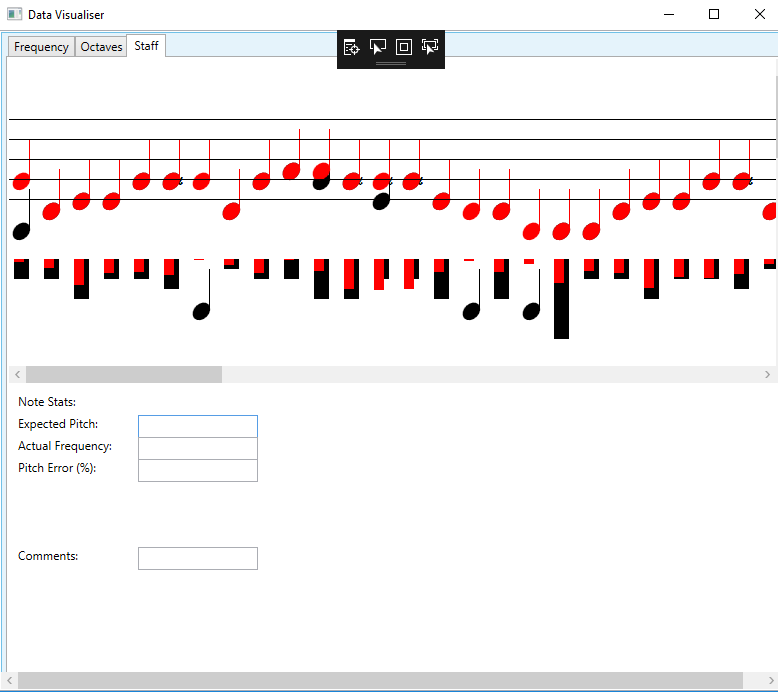 Data Visualiser
Frequency Octaves Staff
Note Stats:
Expected Pitch:
Actual Frequency:
Pitch Error (%):
Comments: